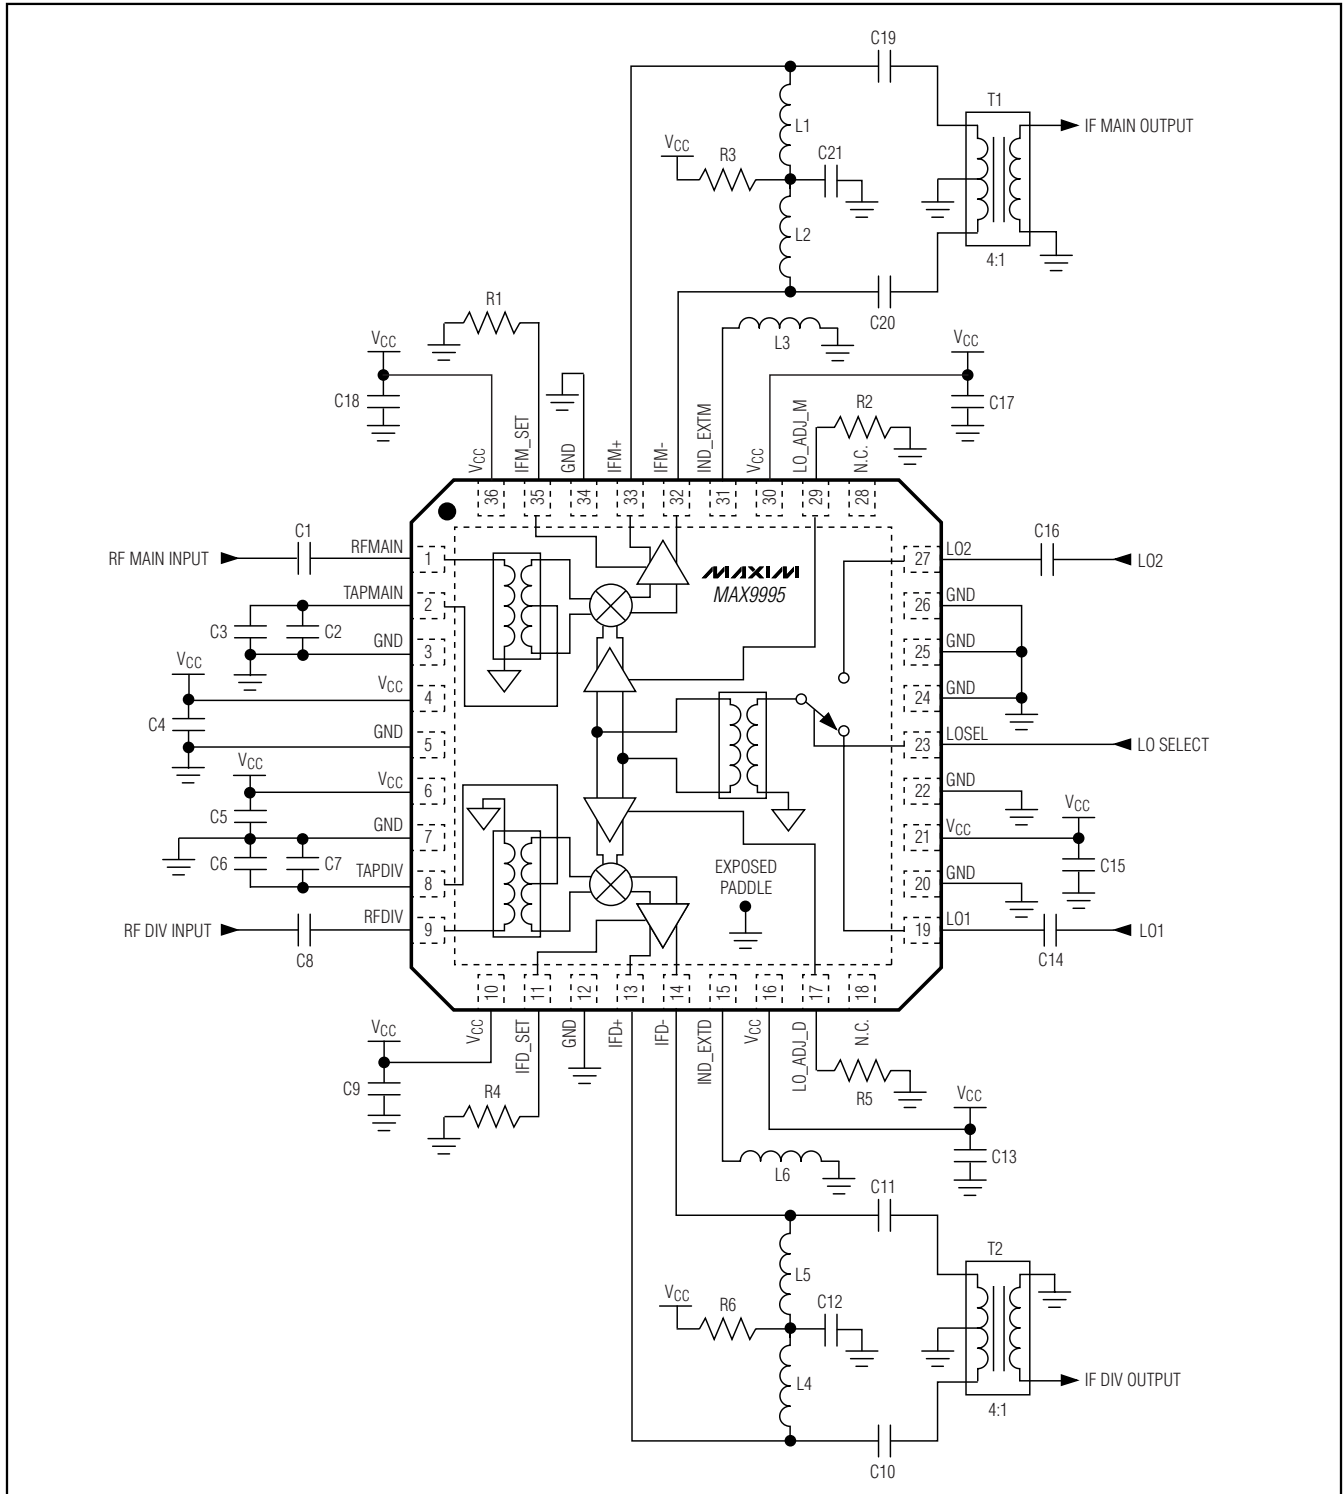 C19
T1
IF MAIN OUTPUT
L1
VCC
R3
C21
L2
4:1
C20
R1
L3
VCC
VCC
C18
C17
R2
VCC
IFM_SET
GND
IFM+
IFM-
IND_EXTM
VCC
LO_ADJ_M
N.C.
36
35
34
33
32
31
30
29
28
C1
C16
RF MAIN INPUT
RFMAIN
1
27
LO2
LO2
MAXIM
MAX9995
TAPMAIN
2
26
GND
C3
C2
GND
3
25
GND
VCC
VCC
4
24
GND
C4
GND
5
23
LOSEL
LO SELECT
VCC
VCC
6
22
GND
VCC
C5
GND
7
21
VCC
C6
C7
C15
EXPOSED
PADDLE
TAPDIV
8
20
GND
RF DIV INPUT
RFDIV
9
19
LO1
LO1
C8
C14
10
11
12
13
14
15
16
17
18
VCC
IFD_SET
GND
IFD+
IFD-
IND_EXTD
VCC
LO_ADJ_D
N.C.
VCC
C9
R4
R5
VCC
C13
L6
C11
T2
L5
VCC
R6
C12
L4
IF DIV OUTPUT
4:1
C10